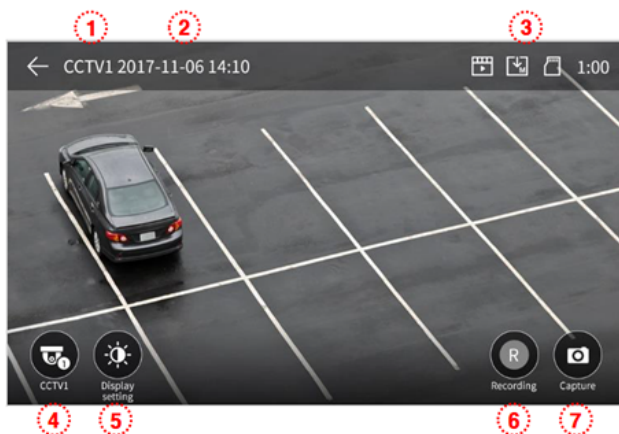 1 2 3
CCTV1 2017-11-06 14:10 1:00
M
1
R
CCTV1 Display setting Recording Capture
4 5 6 7